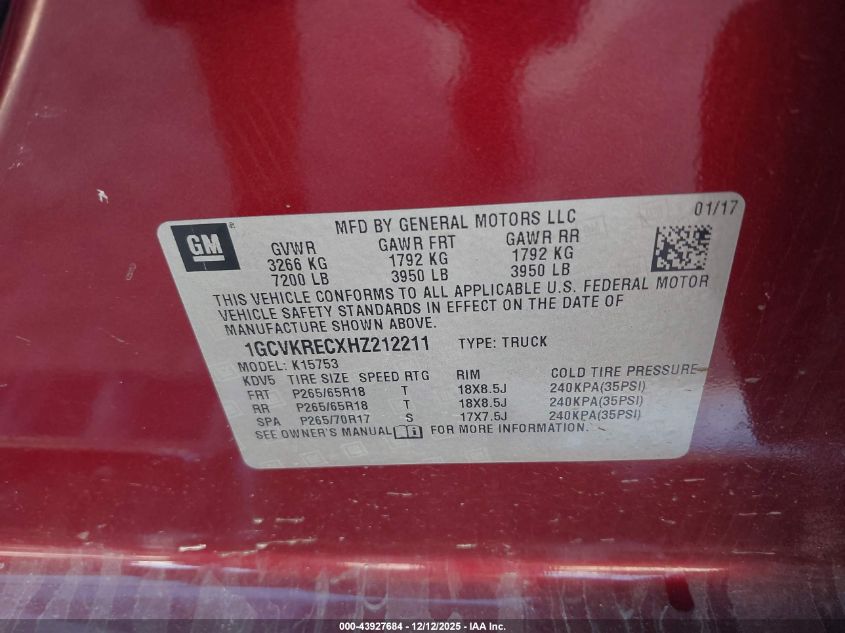 GM
MFD BY GENERAL MOTORS LLC 01/17
GVWR GAWR FRT GAWR RR
3266 KG 1792 KG 1792 KG
7200 LB 3950 LB 3950 LB
THIS VEHICLE CONFORMS TO ALL APPLICABLE U.S. FEDERAL MOTOR
VEHICLE SAFETY STANDARDS IN EFFECT ON THE DATE OF
MANUFACTURE SHOWN ABOVE.
1GCVKRECXHZ212211 TYPE: TRUCK
MODEL: K15753
KDV5 TIRE SIZE SPEED RTG RIM COLD TIRE PRESSURE
FRT P265/65R18 T 18X8.5J 240KPA(35PSI)
RR P265/65R18 T 18X8.5J 240KPA(35PSI)
SPA P265/70R17 S 17X7.5J 240KPA(35PSI)
SEE OWNER'S MANUAL FOR MORE INFORMATION.
000-43927684 - 12/12/2025 - IAA Inc.